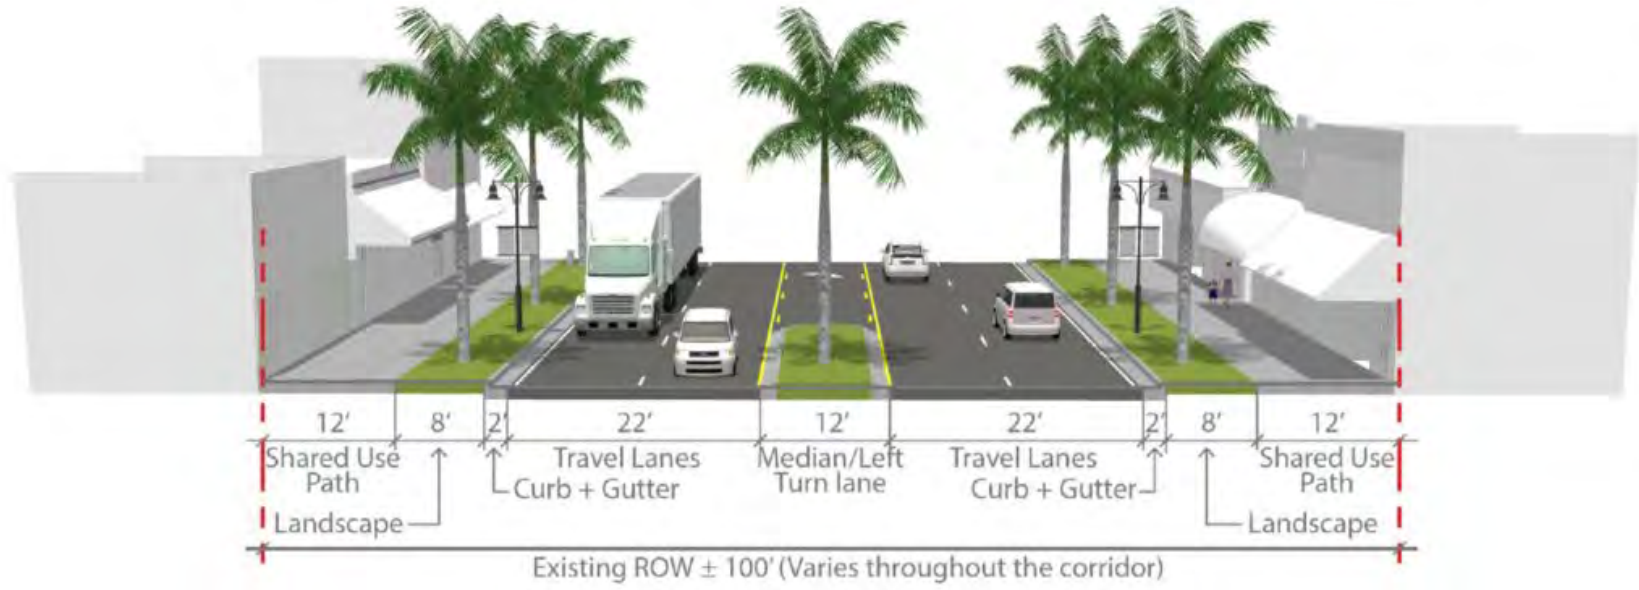 12' 8' 2' 22' 12' 22' 2' 8' 12'
Shared Use Path
Travel Lanes
Median/Left Turn lane
Travel Lanes
Shared Use Path
Curb + Gutter
Curb + Gutter
Landscape
Landscape
Existing ROW ± 100' (Varies throughout the corridor)